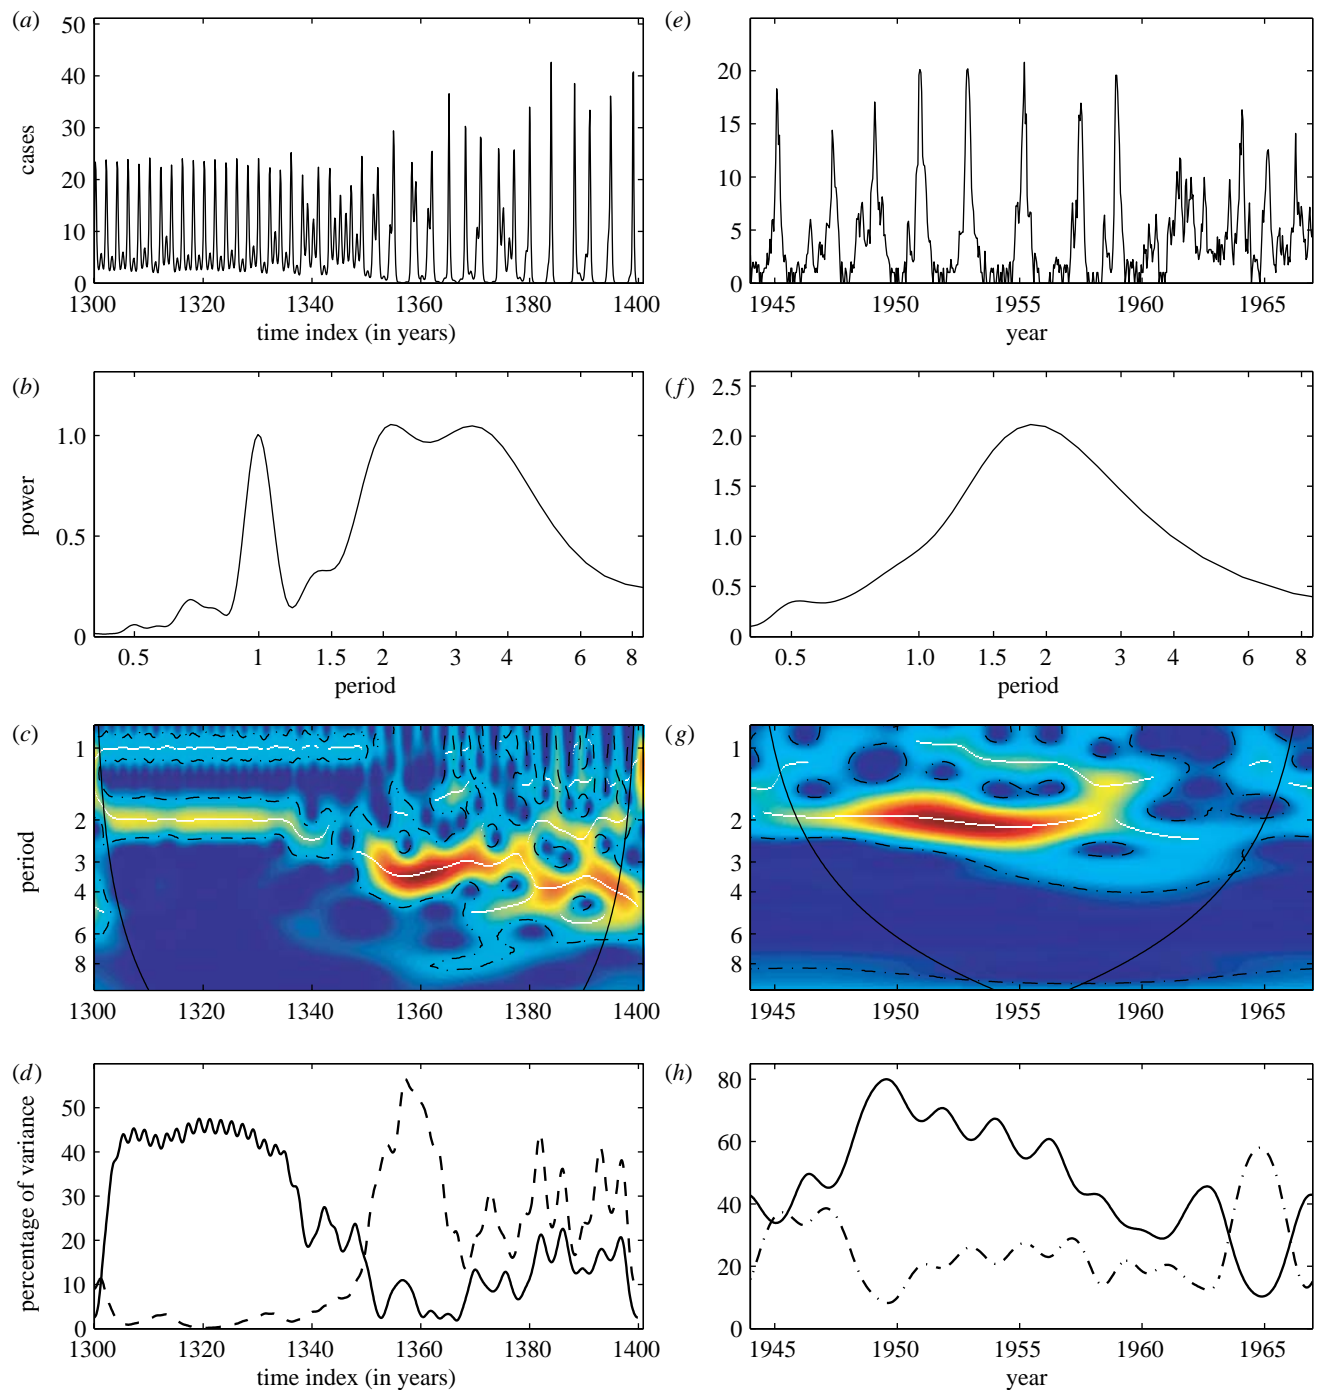 (a)
50
40
30
20
10
0
cases
1300 1320 1340 1360 1380 1400
time index (in years)
(e)
20
15
10
5
0
1945 1950 1955 1960 1965
year
(b)
1.0
0.5
0
power
0.5 1 1.5 2 3 4 6 8
period
(f)
2.5
2.0
1.5
1.0
0.5
0
0.5 1.0 1.5 2 3 4 6 8
period
(c)
1
2
3
4
6
8
period
1300 1320 1340 1360 1380 1400
(g)
1
2
3
4
6
8
1945 1950 1955 1960 1965
(d)
50
40
30
20
10
0
percentage of variance
1300 1320 1340 1360 1380 1400
time index (in years)
(h)
80
60
40
20
0
1945 1950 1955 1960 1965
year